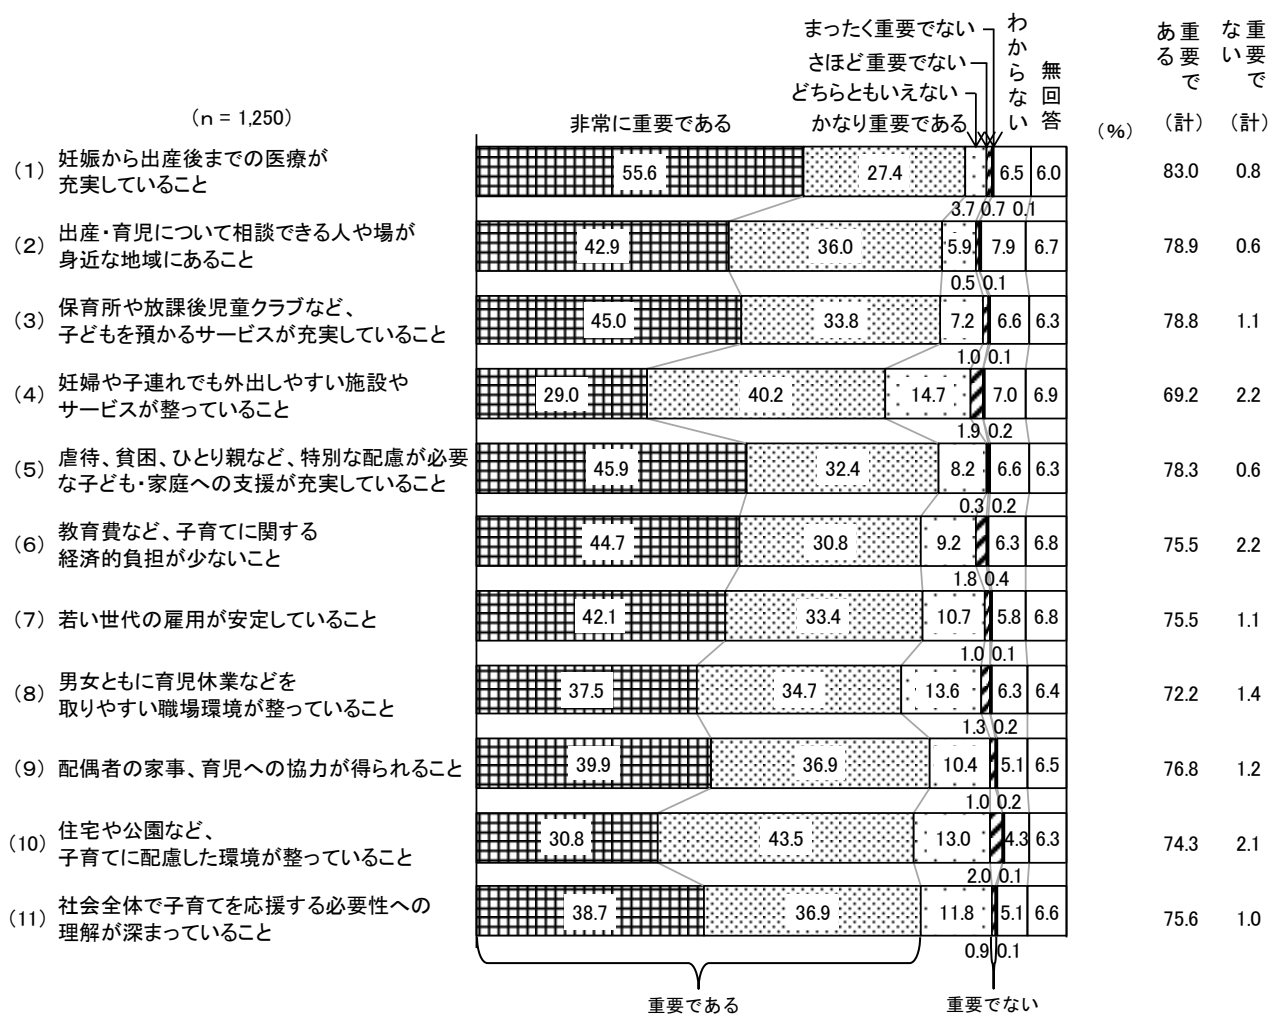 まったく重要でない
さほど重要でない
どちらともいえない
わからない
無回答
重要である
重要でない
(n = 1,250)
非常に重要である
かなり重要である
(%)
(計)
(計)
(1) 妊娠から出産後までの医療が
充実していること
55.6 27.4 6.5 6.0 83.0 0.8
3.7 0.7 0.1
(2) 出産・育児について相談できる人や場が
身近な地域にあること
42.9 36.0 5.9 7.9 6.7 78.9 0.6
0.5 0.1
(3) 保育所や放課後児童クラブなど、
子どもを預かるサービスが充実していること
45.0 33.8 7.2 6.6 6.3 78.8 1.1
1.0 0.1
(4) 妊婦や子連れでも外出しやすい施設や
サービスが整っていること
29.0 40.2 14.7 7.0 6.9 69.2 2.2
1.9 0.2
(5) 虐待、貧困、ひとり親など、特別な配慮が必要
な子ども・家庭への支援が充実していること
45.9 32.4 8.2 6.6 6.3 78.3 0.6
0.3 0.2
(6) 教育費など、子育てに関する
経済的負担が少ないこと
44.7 30.8 9.2 6.3 6.8 75.5 2.2
1.8 0.4
(7) 若い世代の雇用が安定していること
42.1 33.4 10.7 5.8 6.8 75.5 1.1
1.0 0.1
(8) 男女ともに育児休業などを
取りやすい職場環境が整っていること
37.5 34.7 13.6 6.3 6.4 72.2 1.4
1.3 0.2
(9) 配偶者の家事、育児への協力が得られること
39.9 36.9 10.4 5.1 6.5 76.8 1.2
1.0 0.2
(10) 住宅や公園など、
子育てに配慮した環境が整っていること
30.8 43.5 13.0 4.3 6.3 74.3 2.1
2.0 0.1
(11) 社会全体で子育てを応援する必要性への
理解が深まっていること
38.7 36.9 11.8 5.1 6.6 75.6 1.0
0.9 0.1
重要である
重要でない